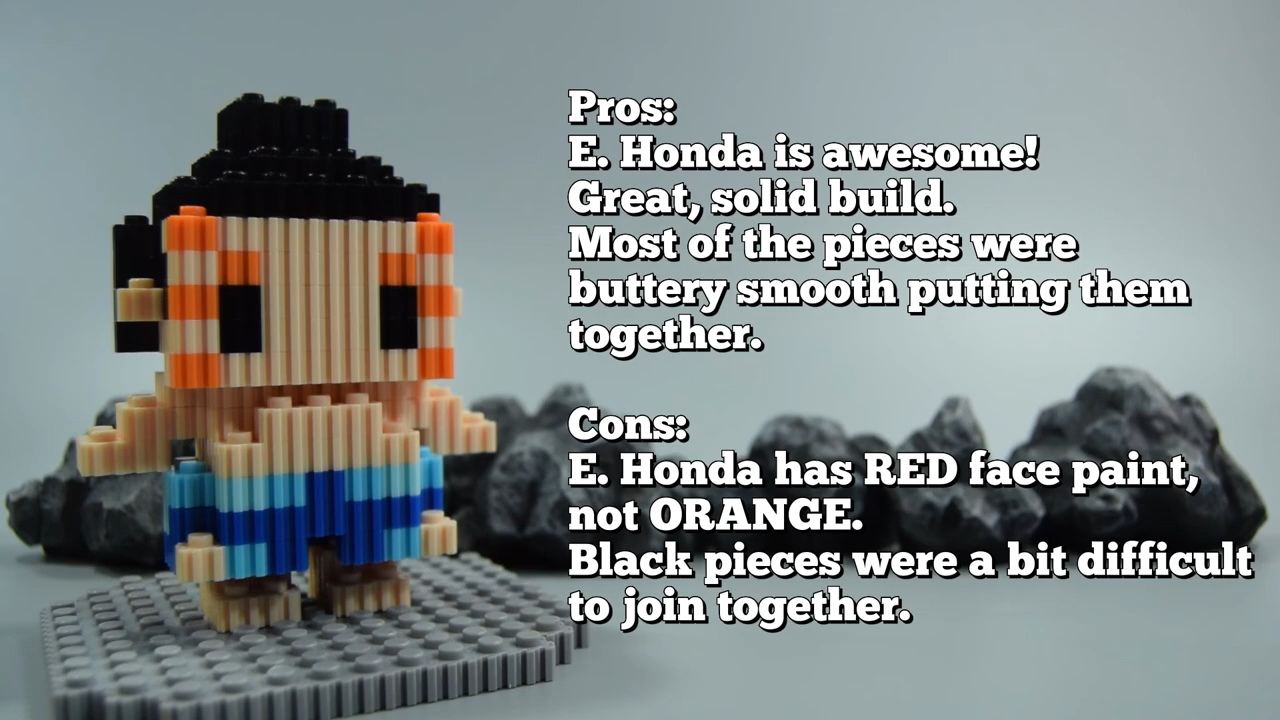 Pros:
E. Honda is awesome!
Great, solid build.
Most of the pieces were
buttery smooth putting them
together.
Cons:
E. Honda has RED face paint,
not ORANGE.
Black pieces were a bit difficult
to join together.